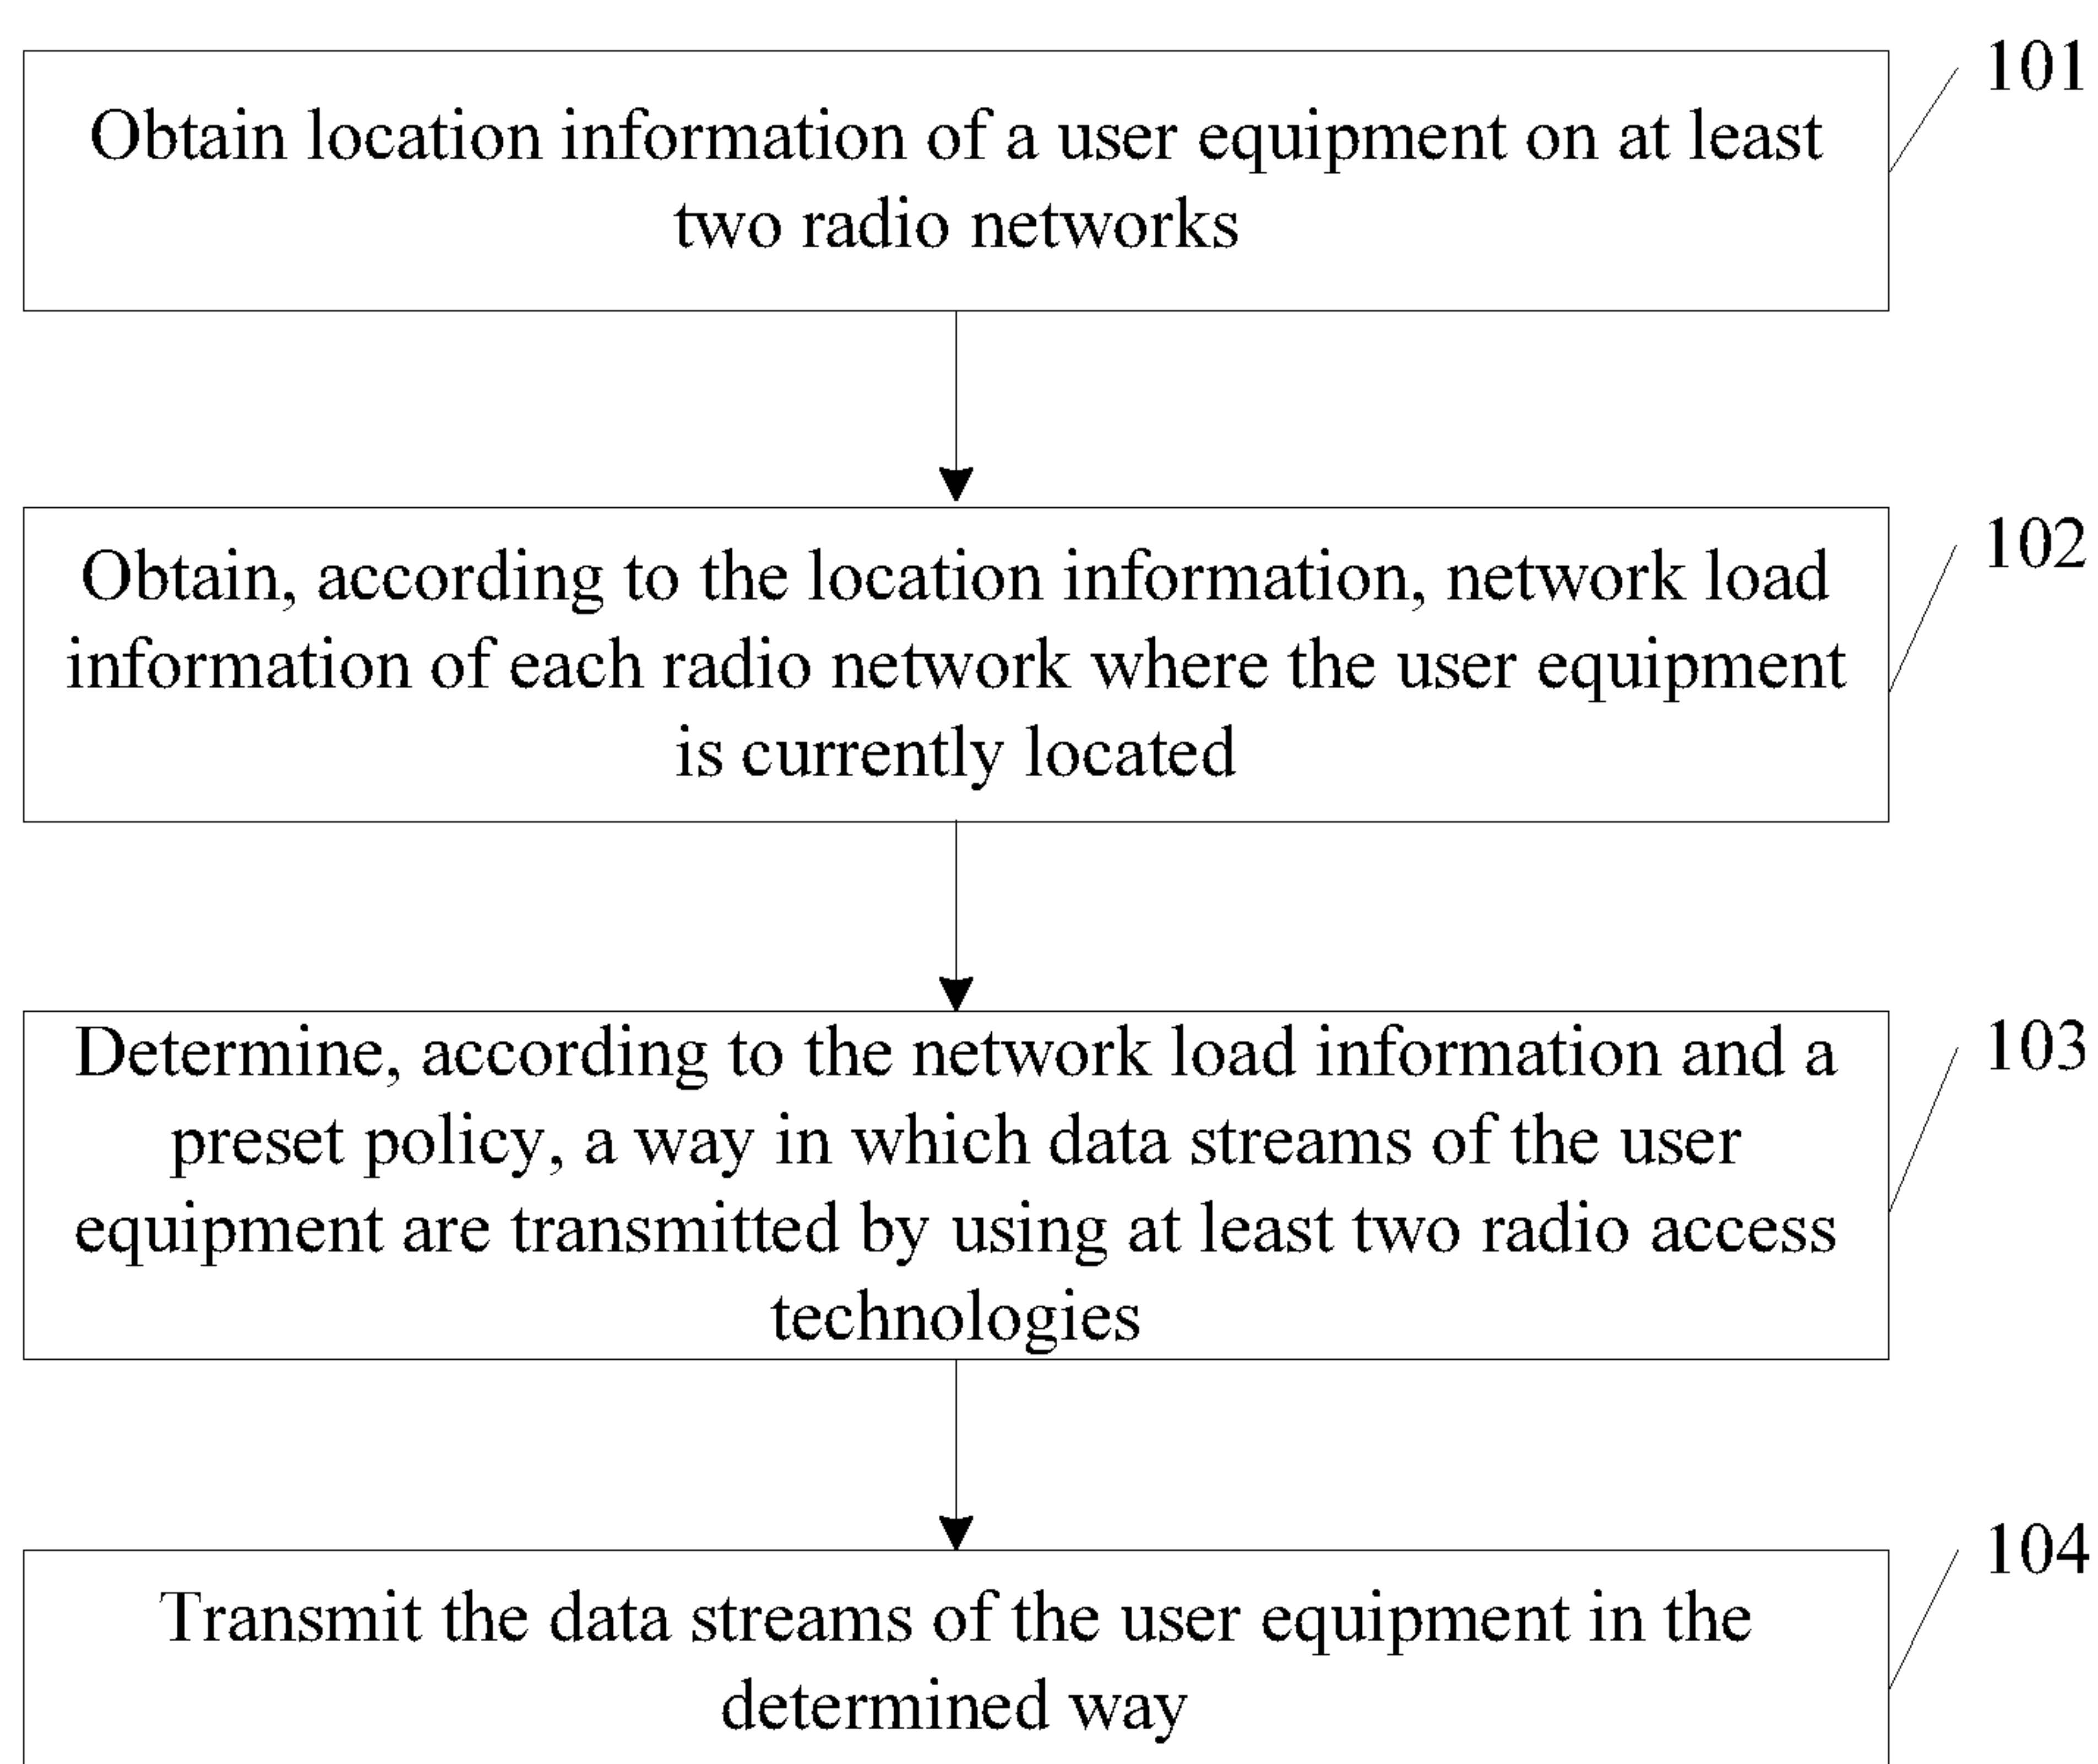 101
Obtain location information of a user equipment on at least
two radio networks
102
Obtain, according to the location information, network load
information of each radio network where the user equipment
is currently located
103
Determine, according to the network load information and a
preset policy, a way in which data streams of the user
equipment are transmitted by using at least two radio access
technologies
104
Transmit the data streams of the user equipment in the
determined way